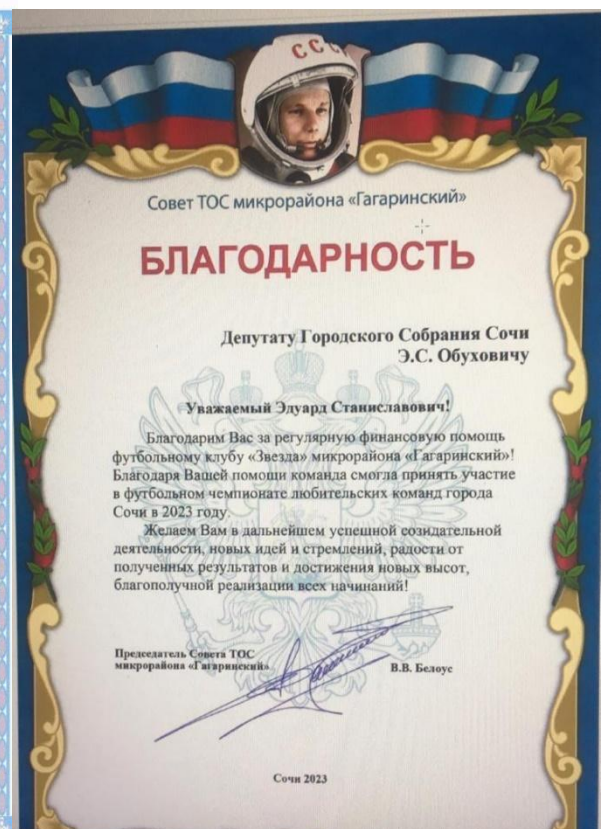 ССС
Совет ТОС микрорайона «Гагаринский»
БЛАГОДАРНОСТЬ
Депутату Городского Собрания Сочи
Э.С. Обуховичу
Уважаемый Эдуард Станиславович!
Благодарим Вас за регулярную финансовую помощь
футбольному клубу «Звезда» микрорайона «Гагаринский»!
Благодаря Вашей помощи команда смогла принять участие
в футбольном чемпионате любительских команд города
Сочи в 2023 году.
Желаем Вам в дальнейшем успешной созидательной
деятельности, новых идей и стремлений, радости от
полученных результатов и достижения новых высот,
благополучной реализации всех начинаний!
Председатель Совета ТОС
микрорайона «Гагаринский»
В.В. Белоус
Сочи 2023